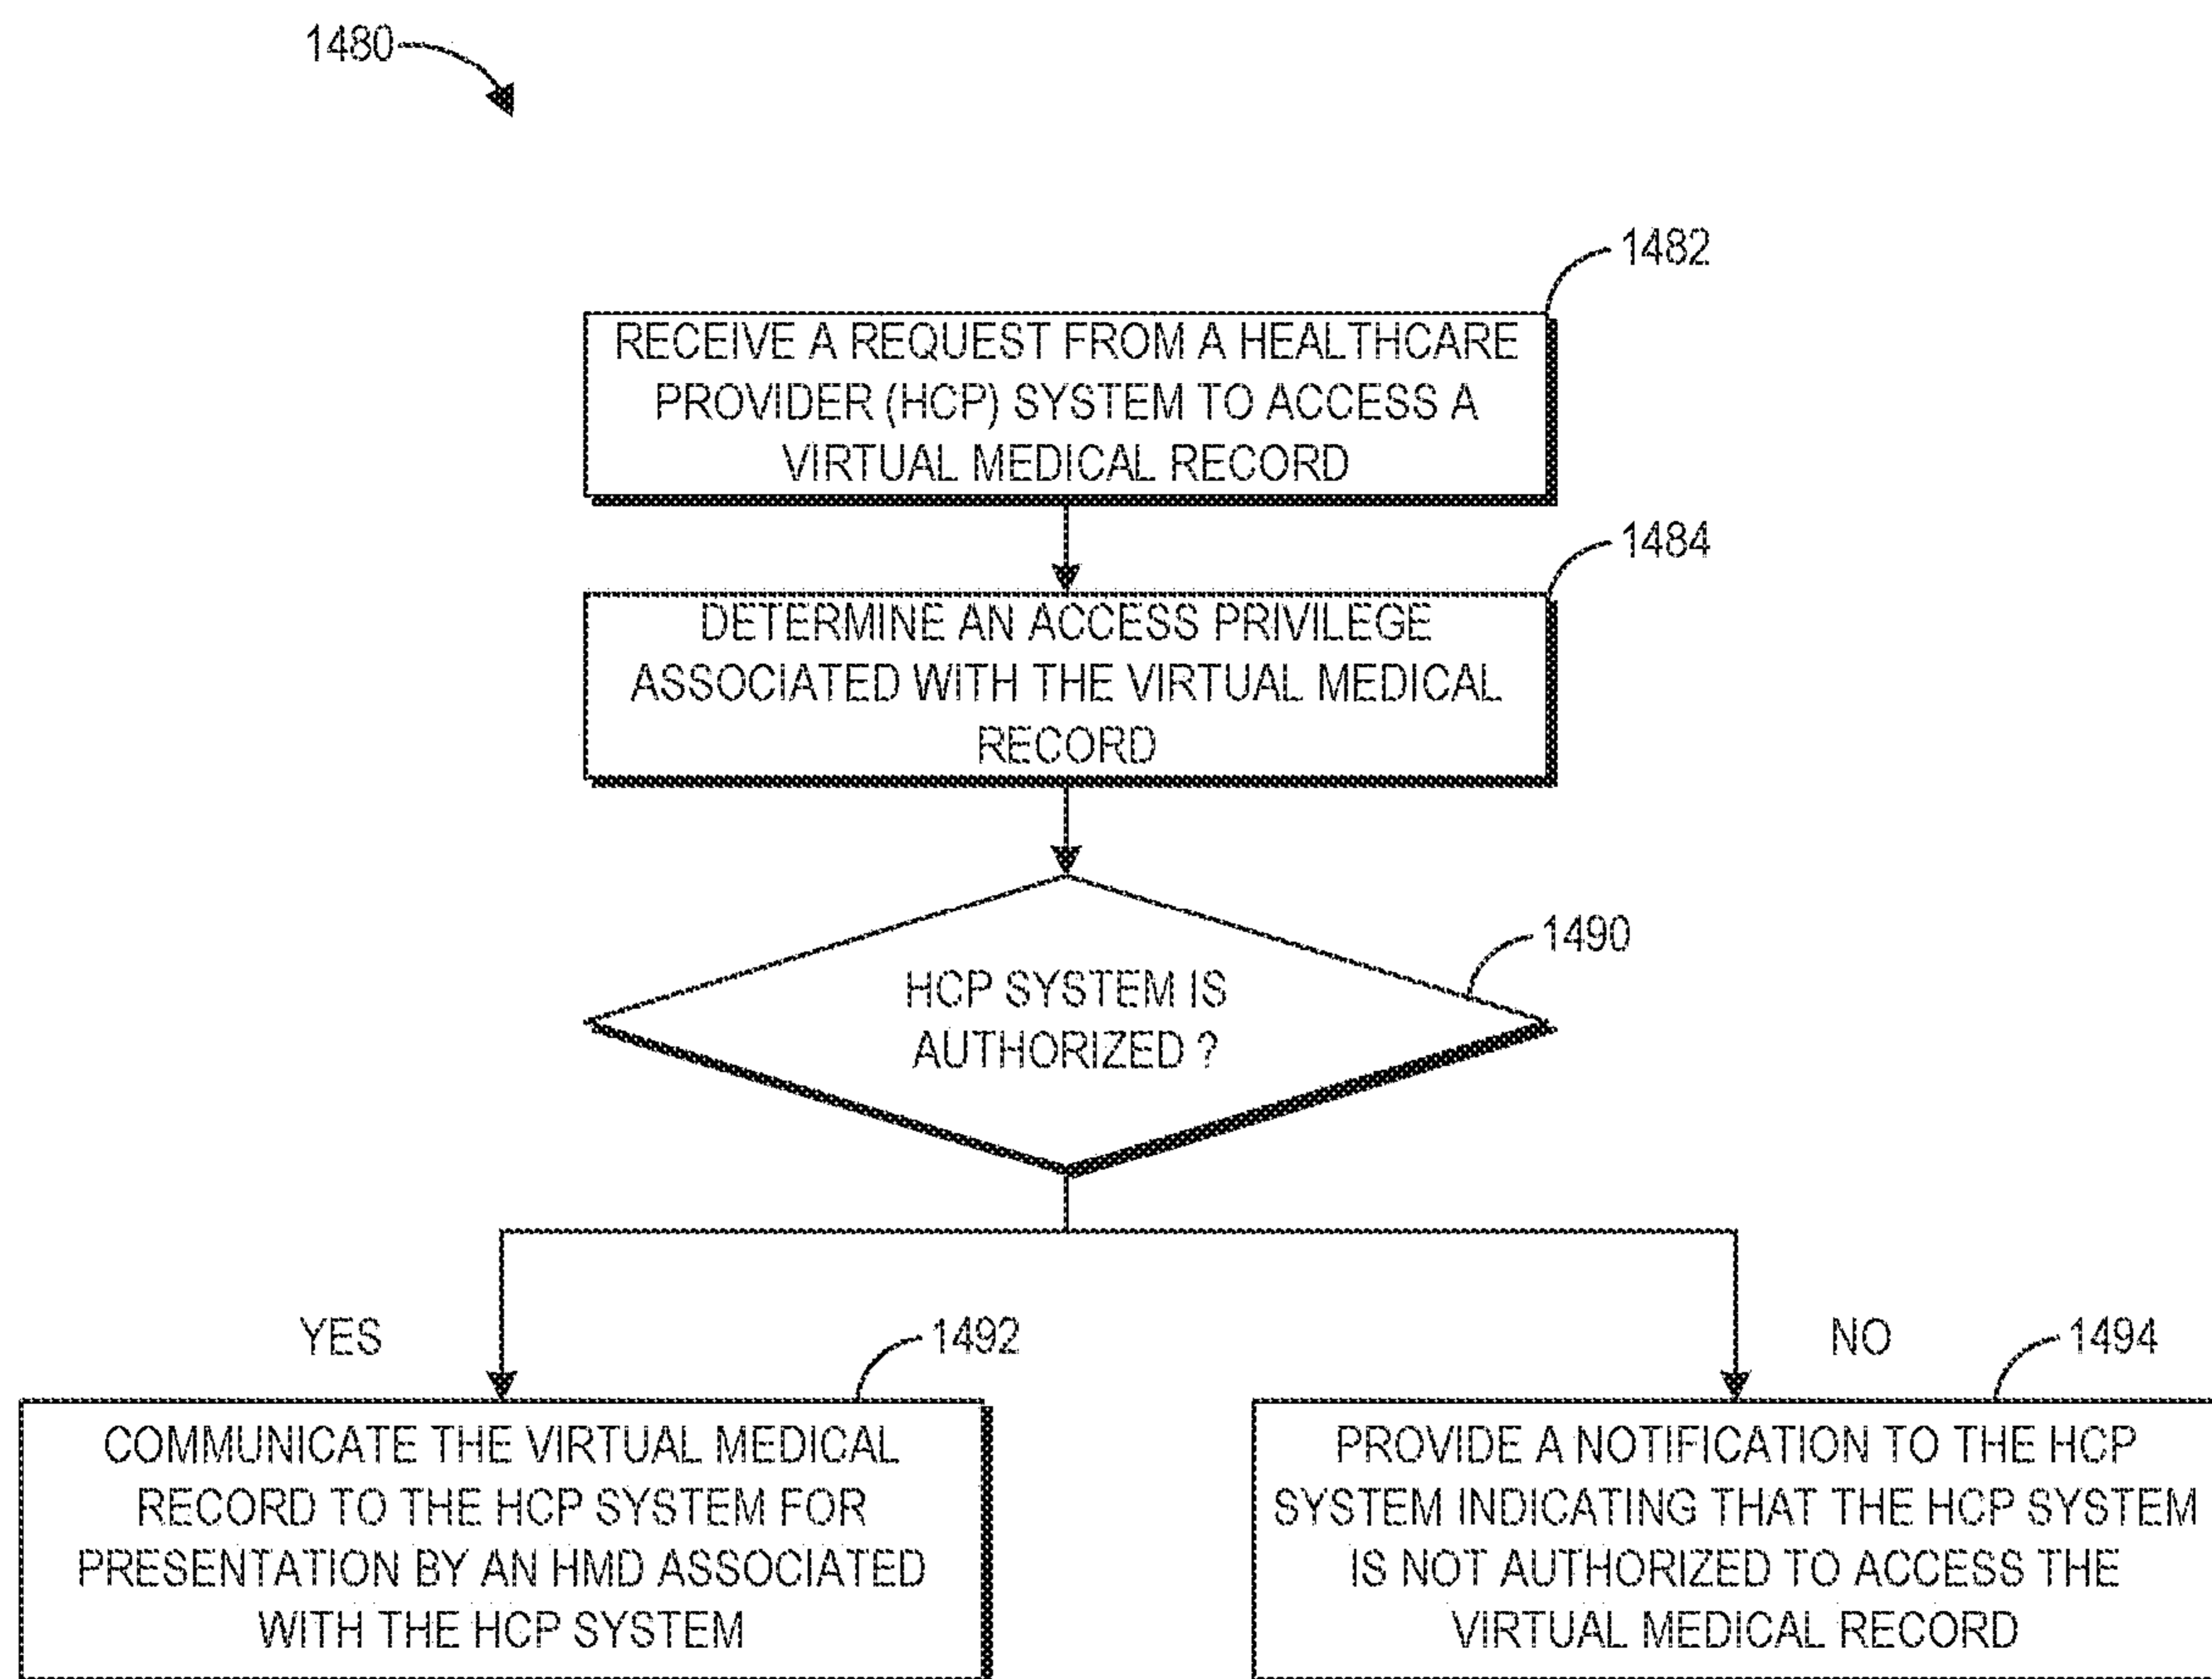 1480
1482
RECEIVE A REQUEST FROM A HEALTHCARE
PROVIDER (HCP) SYSTEM TO ACCESS A
VIRTUAL MEDICAL RECORD
1484
DETERMINE AN ACCESS PRIVILEGE
ASSOCIATED WITH THE VIRTUAL MEDICAL
RECORD
1490
HCP SYSTEM IS
AUTHORIZED ?
YES
1492
COMMUNICATE THE VIRTUAL MEDICAL
RECORD TO THE HCP SYSTEM FOR
PRESENTATION BY AN HMD ASSOCIATED
WITH THE HCP SYSTEM
NO
1494
PROVIDE A NOTIFICATION TO THE HCP
SYSTEM INDICATING THAT THE HCP SYSTEM
IS NOT AUTHORIZED TO ACCESS THE
VIRTUAL MEDICAL RECORD